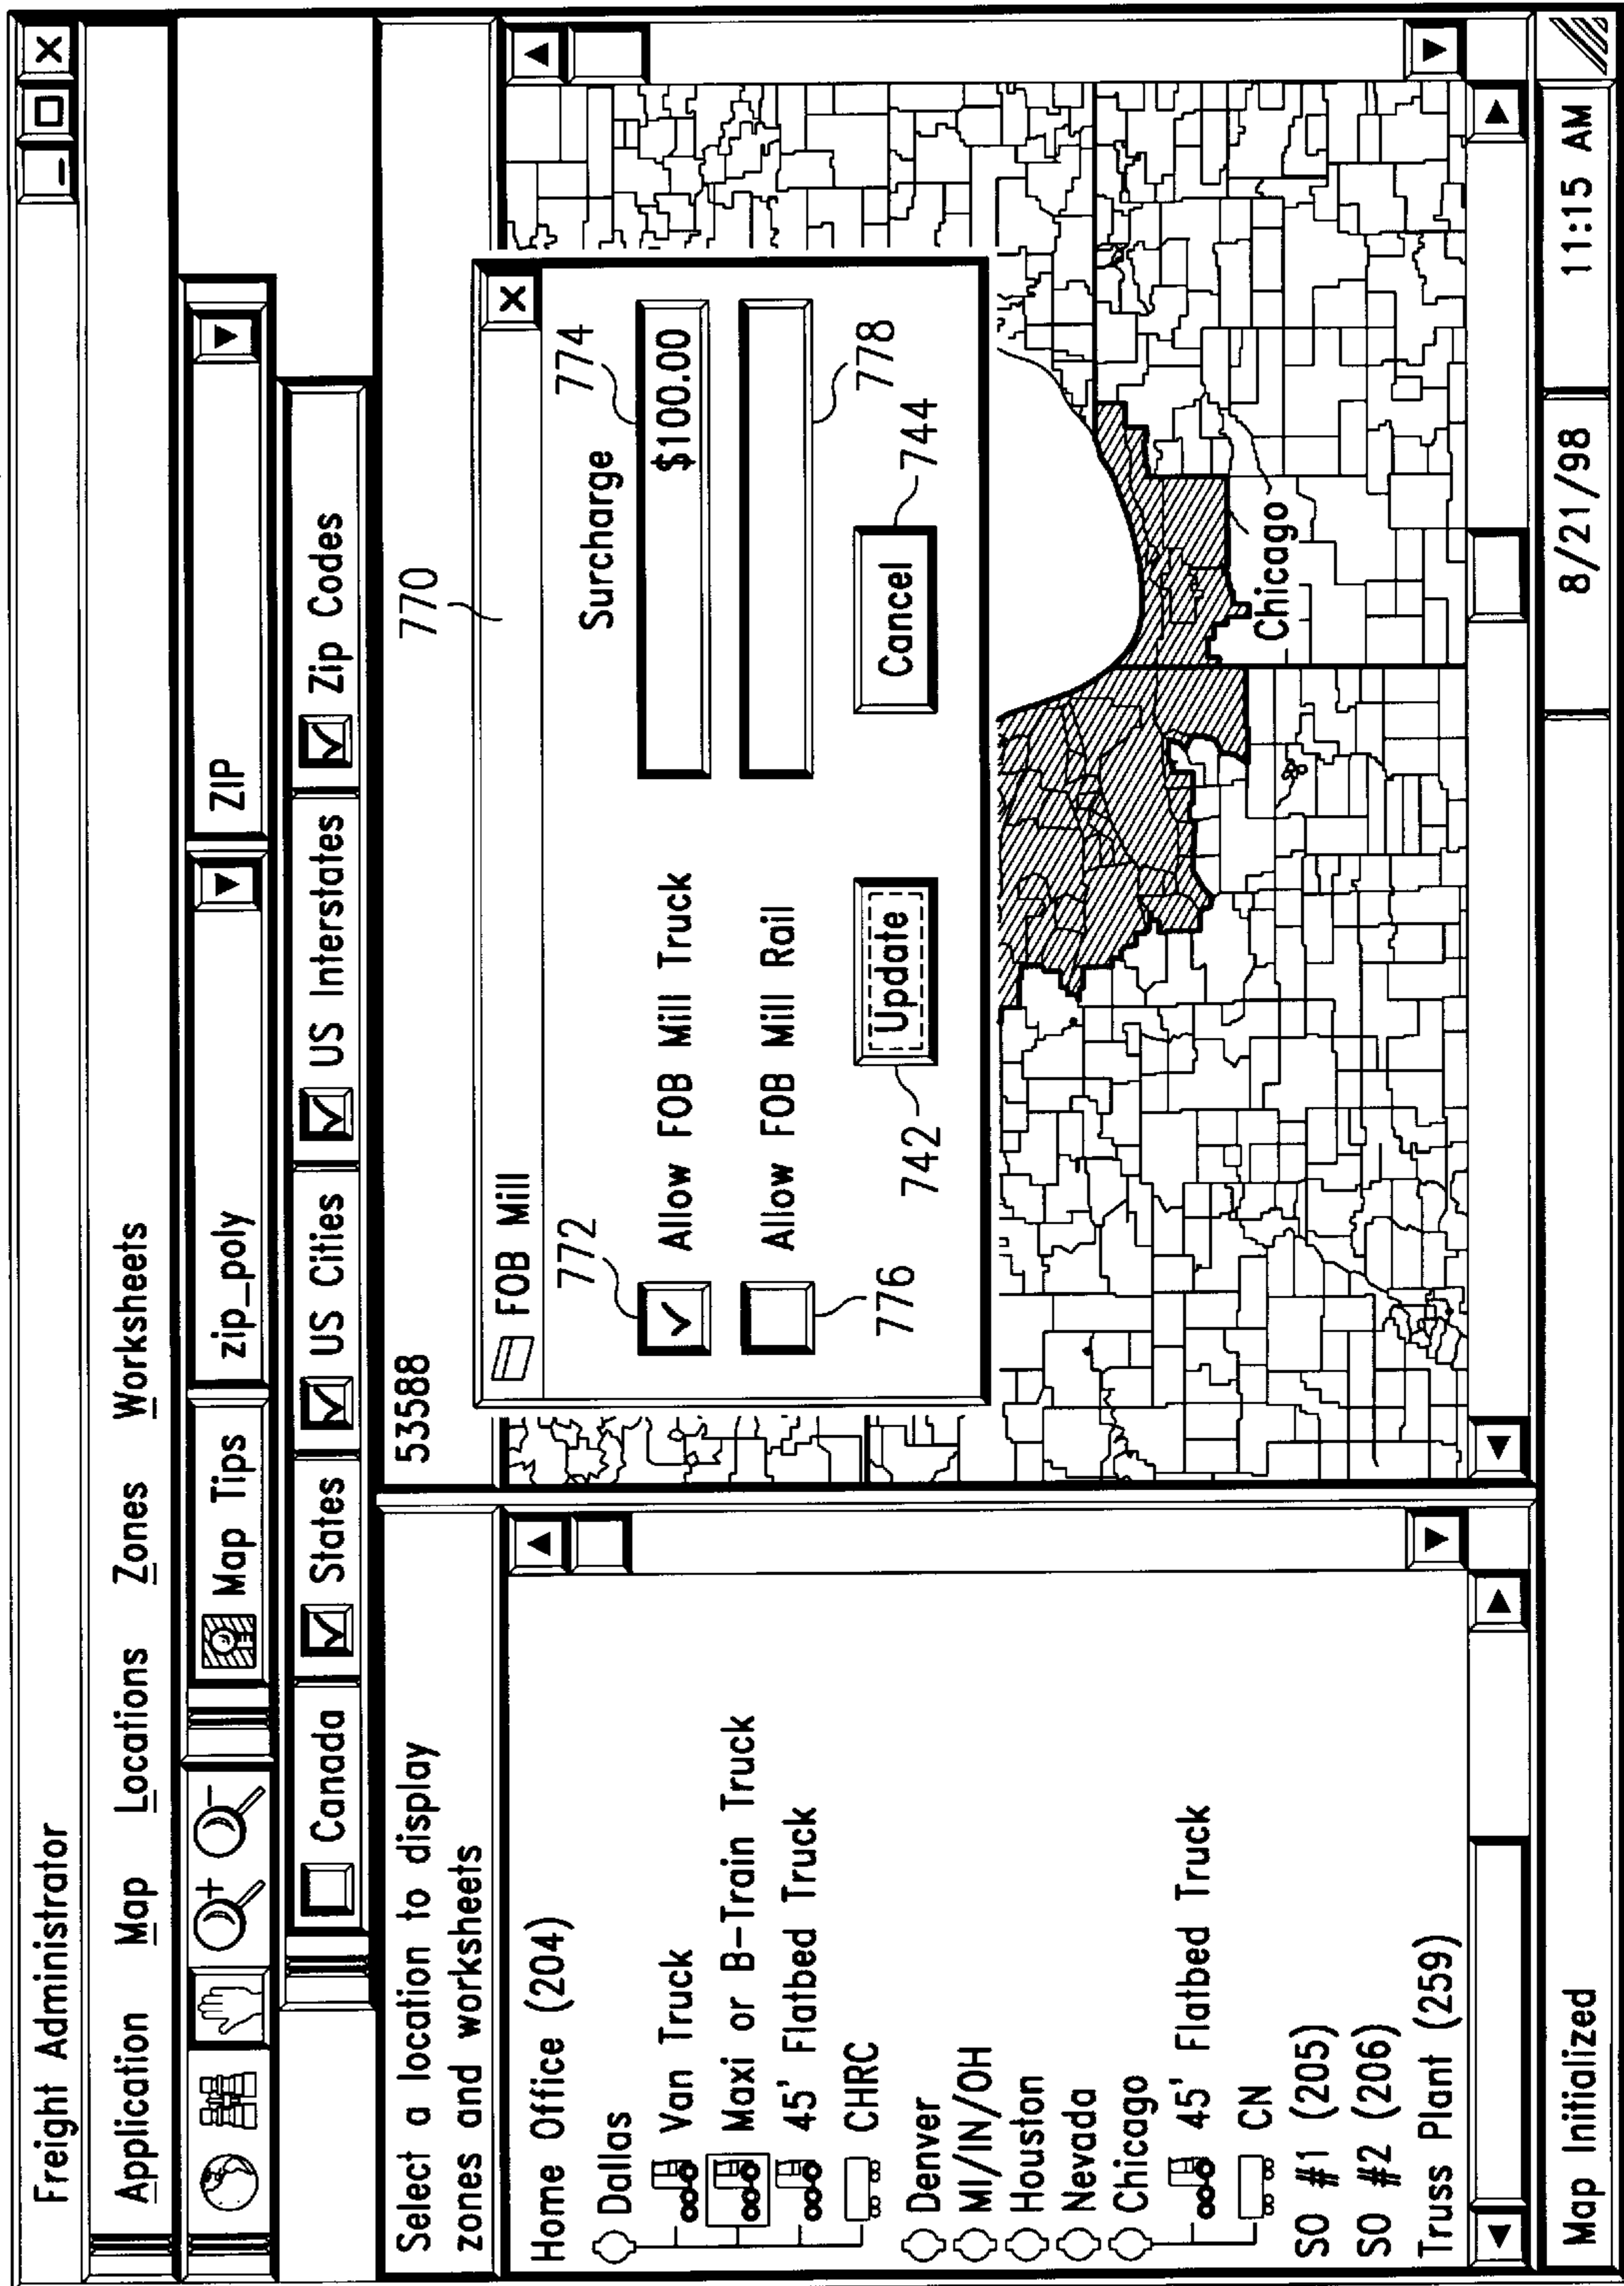 Freight Administrator
Application Map Locations Zones Worksheets
Map Tips zip_poly ZIP
Canada States US Cities US Interstates Zip Codes
Select a location to display
zones and worksheets
53588
770
Home Office (204)
Dallas
Van Truck
Maxi or B-Train Truck
45' Flatbed Truck
CHRC
Denver
MI/IN/OH
Houston
Nevada
Chicago
45' Flatbed Truck
CN
SO #1 (205)
SO #2 (206)
Truss Plant (259)
FOB Mill
772
Surcharge
774
Allow FOB Mill Truck
$100.00
Allow FOB Mill Rail
776
778
742
Update
Cancel
744
Chicago
Map Initialized
8/21/98
11:15 AM